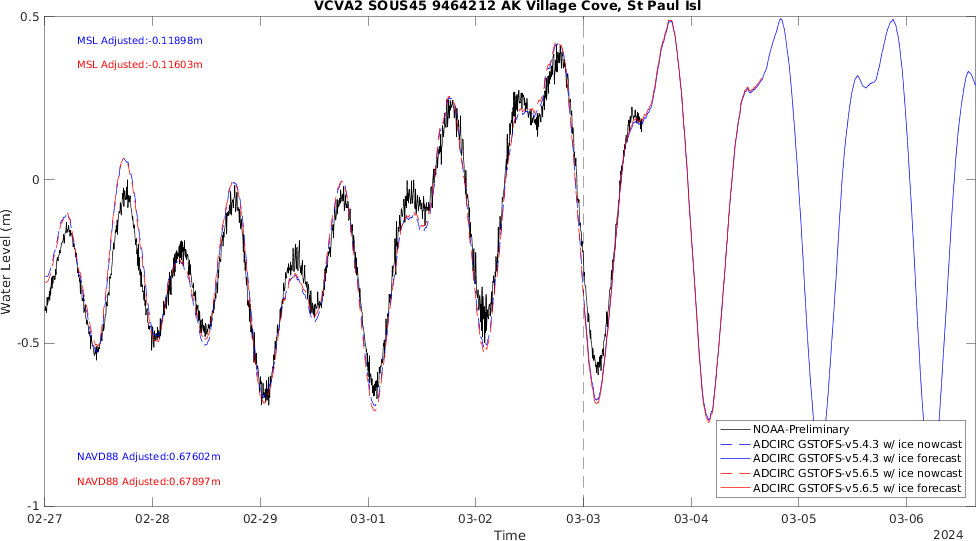 VCVA2 SOUS45 9464212 AK Village Cove, St Paul Isl
0.5
MSL Adjusted:-0.11898m
MSL Adjusted:-0.11603m
0
Water Level (m)
-0.5
NOAA-Preliminary
ADCIRC GSTOFS-v5.4.3 w/ ice nowcast
ADCIRC GSTOFS-v5.4.3 w/ ice forecast
ADCIRC GSTOFS-v5.6.5 w/ ice nowcast
ADCIRC GSTOFS-v5.6.5 w/ ice forecast
NAVD88 Adjusted:0.67602m
NAVD88 Adjusted:0.67897m
-1
02-27 02-28 02-29 03-01 03-02 03-03 03-04 03-05 03-06
Time
2024